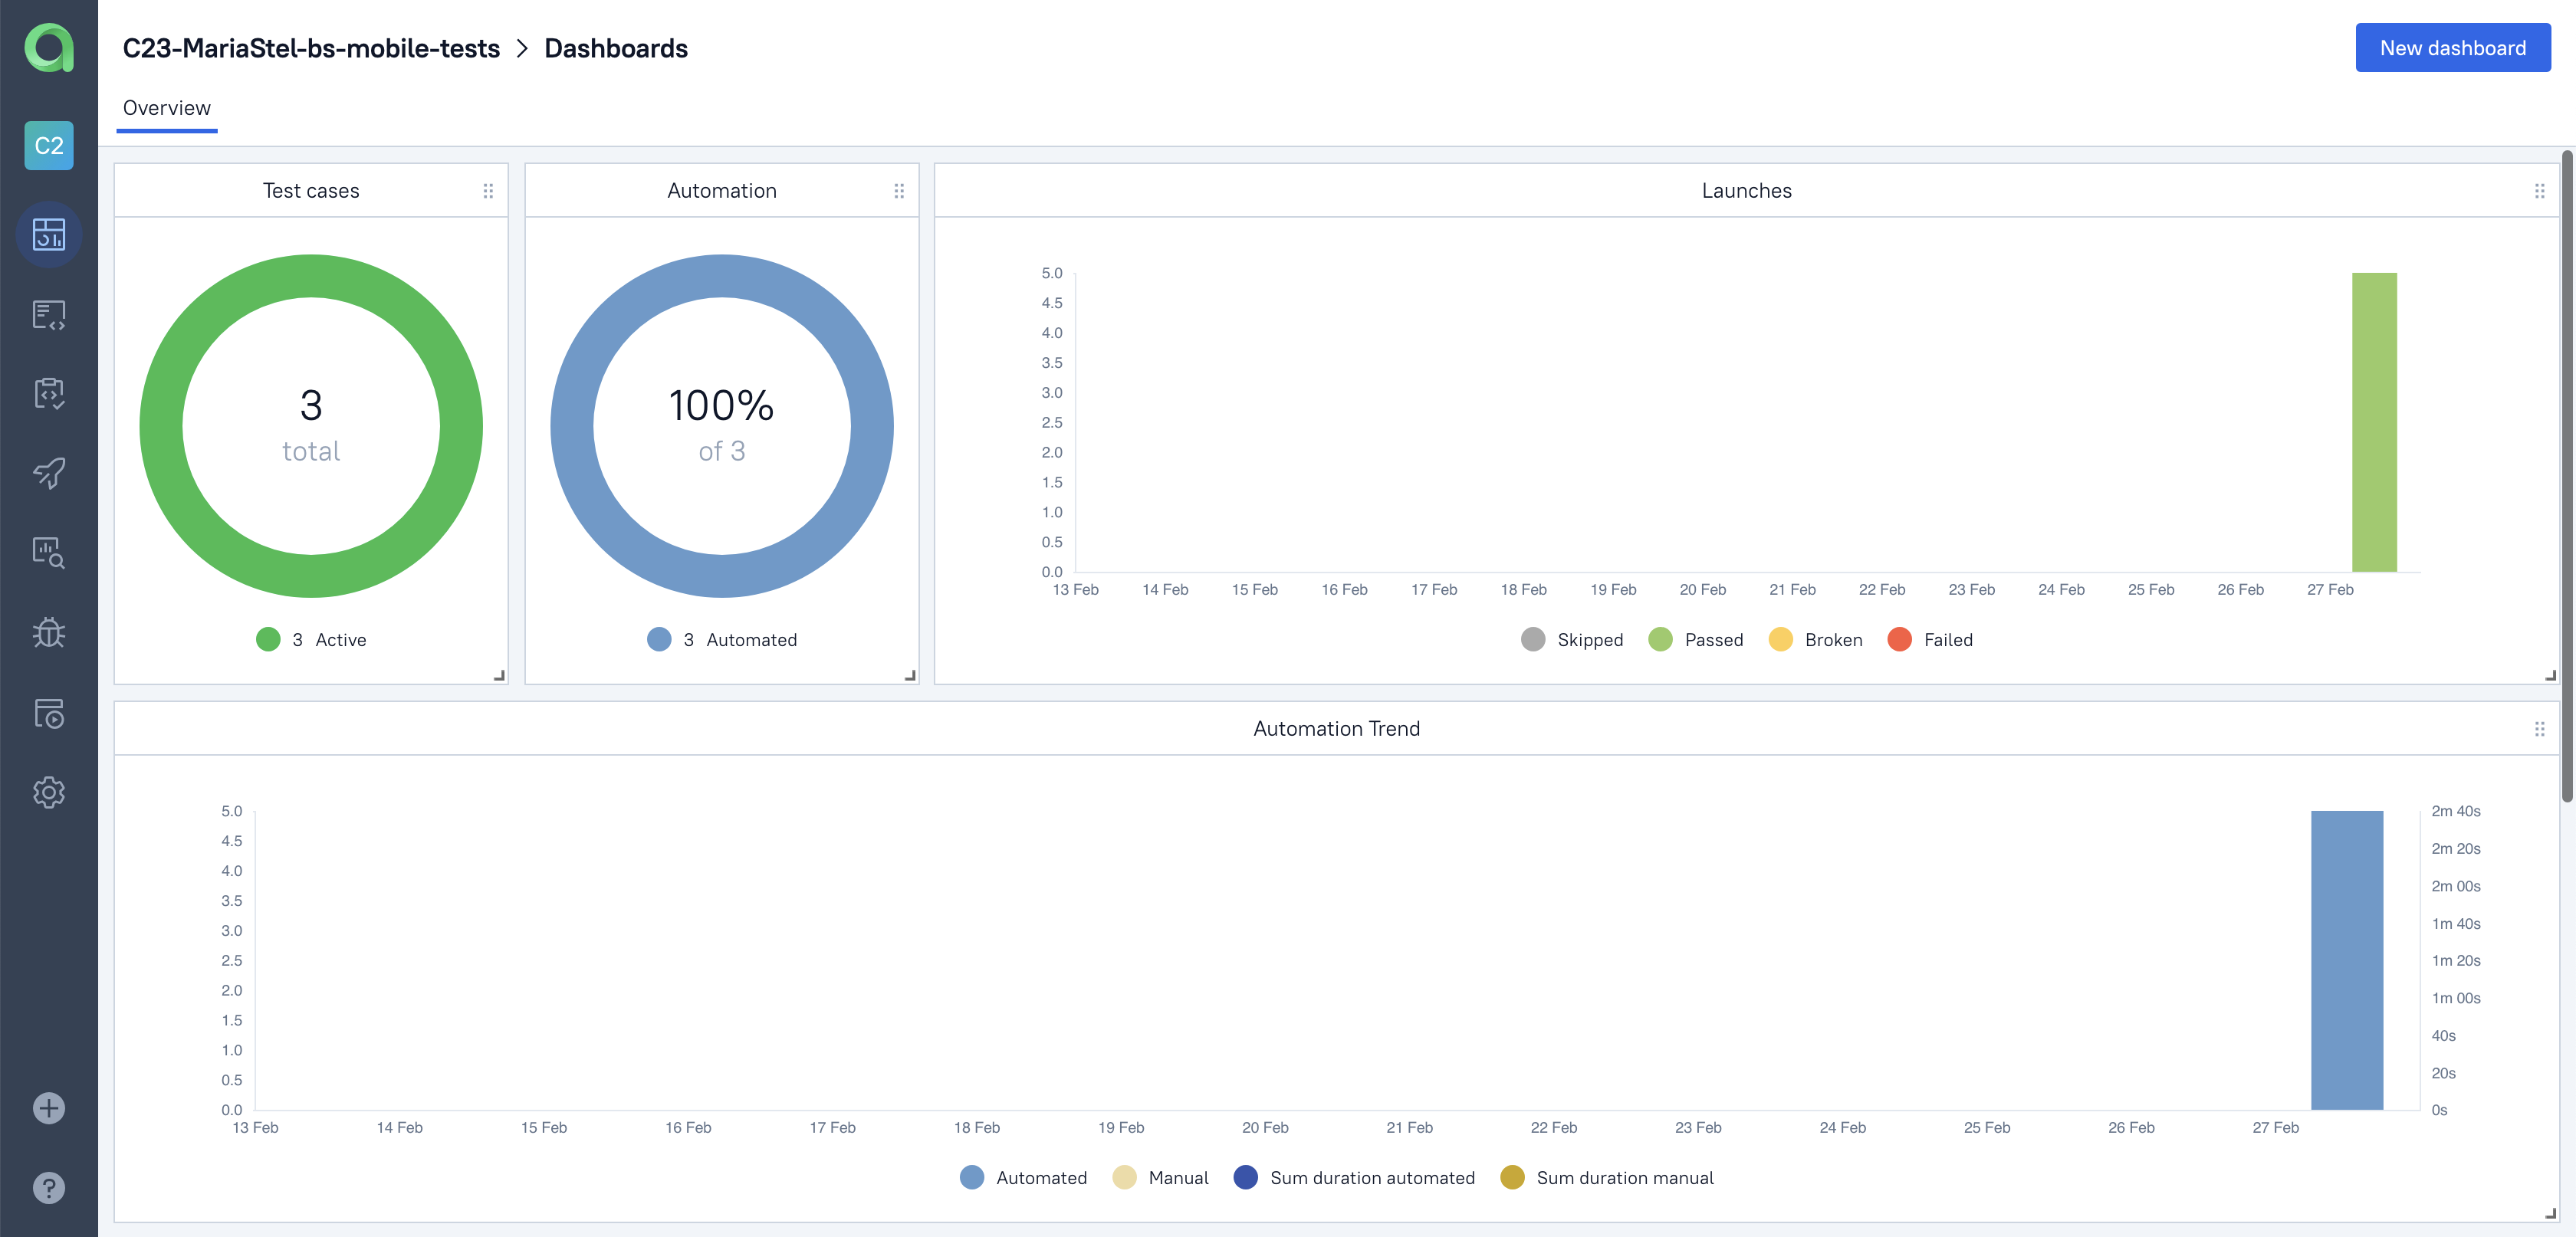 C23-MariaStel-bs-mobile-tests > Dashboards
New dashboard
Overview
C2
Test cases
3
total
3 Active
Automation
100%
of 3
3 Automated
Launches
5.0
4.5
4.0
3.5
3.0
2.5
2.0
1.5
1.0
0.5
0.0
13 Feb 14 Feb 15 Feb 16 Feb 17 Feb 18 Feb 19 Feb 20 Feb 21 Feb 22 Feb 23 Feb 24 Feb 25 Feb 26 Feb 27 Feb
Skipped Passed Broken Failed
Automation Trend
5.0
4.5
4.0
3.5
3.0
2.5
2.0
1.5
1.0
0.5
0.0
2m 40s
2m 20s
2m 00s
1m 40s
1m 20s
1m 00s
40s
20s
0s
13 Feb 14 Feb 15 Feb 16 Feb 17 Feb 18 Feb 19 Feb 20 Feb 21 Feb 22 Feb 23 Feb 24 Feb 25 Feb 26 Feb 27 Feb
Automated Manual Sum duration automated Sum duration manual